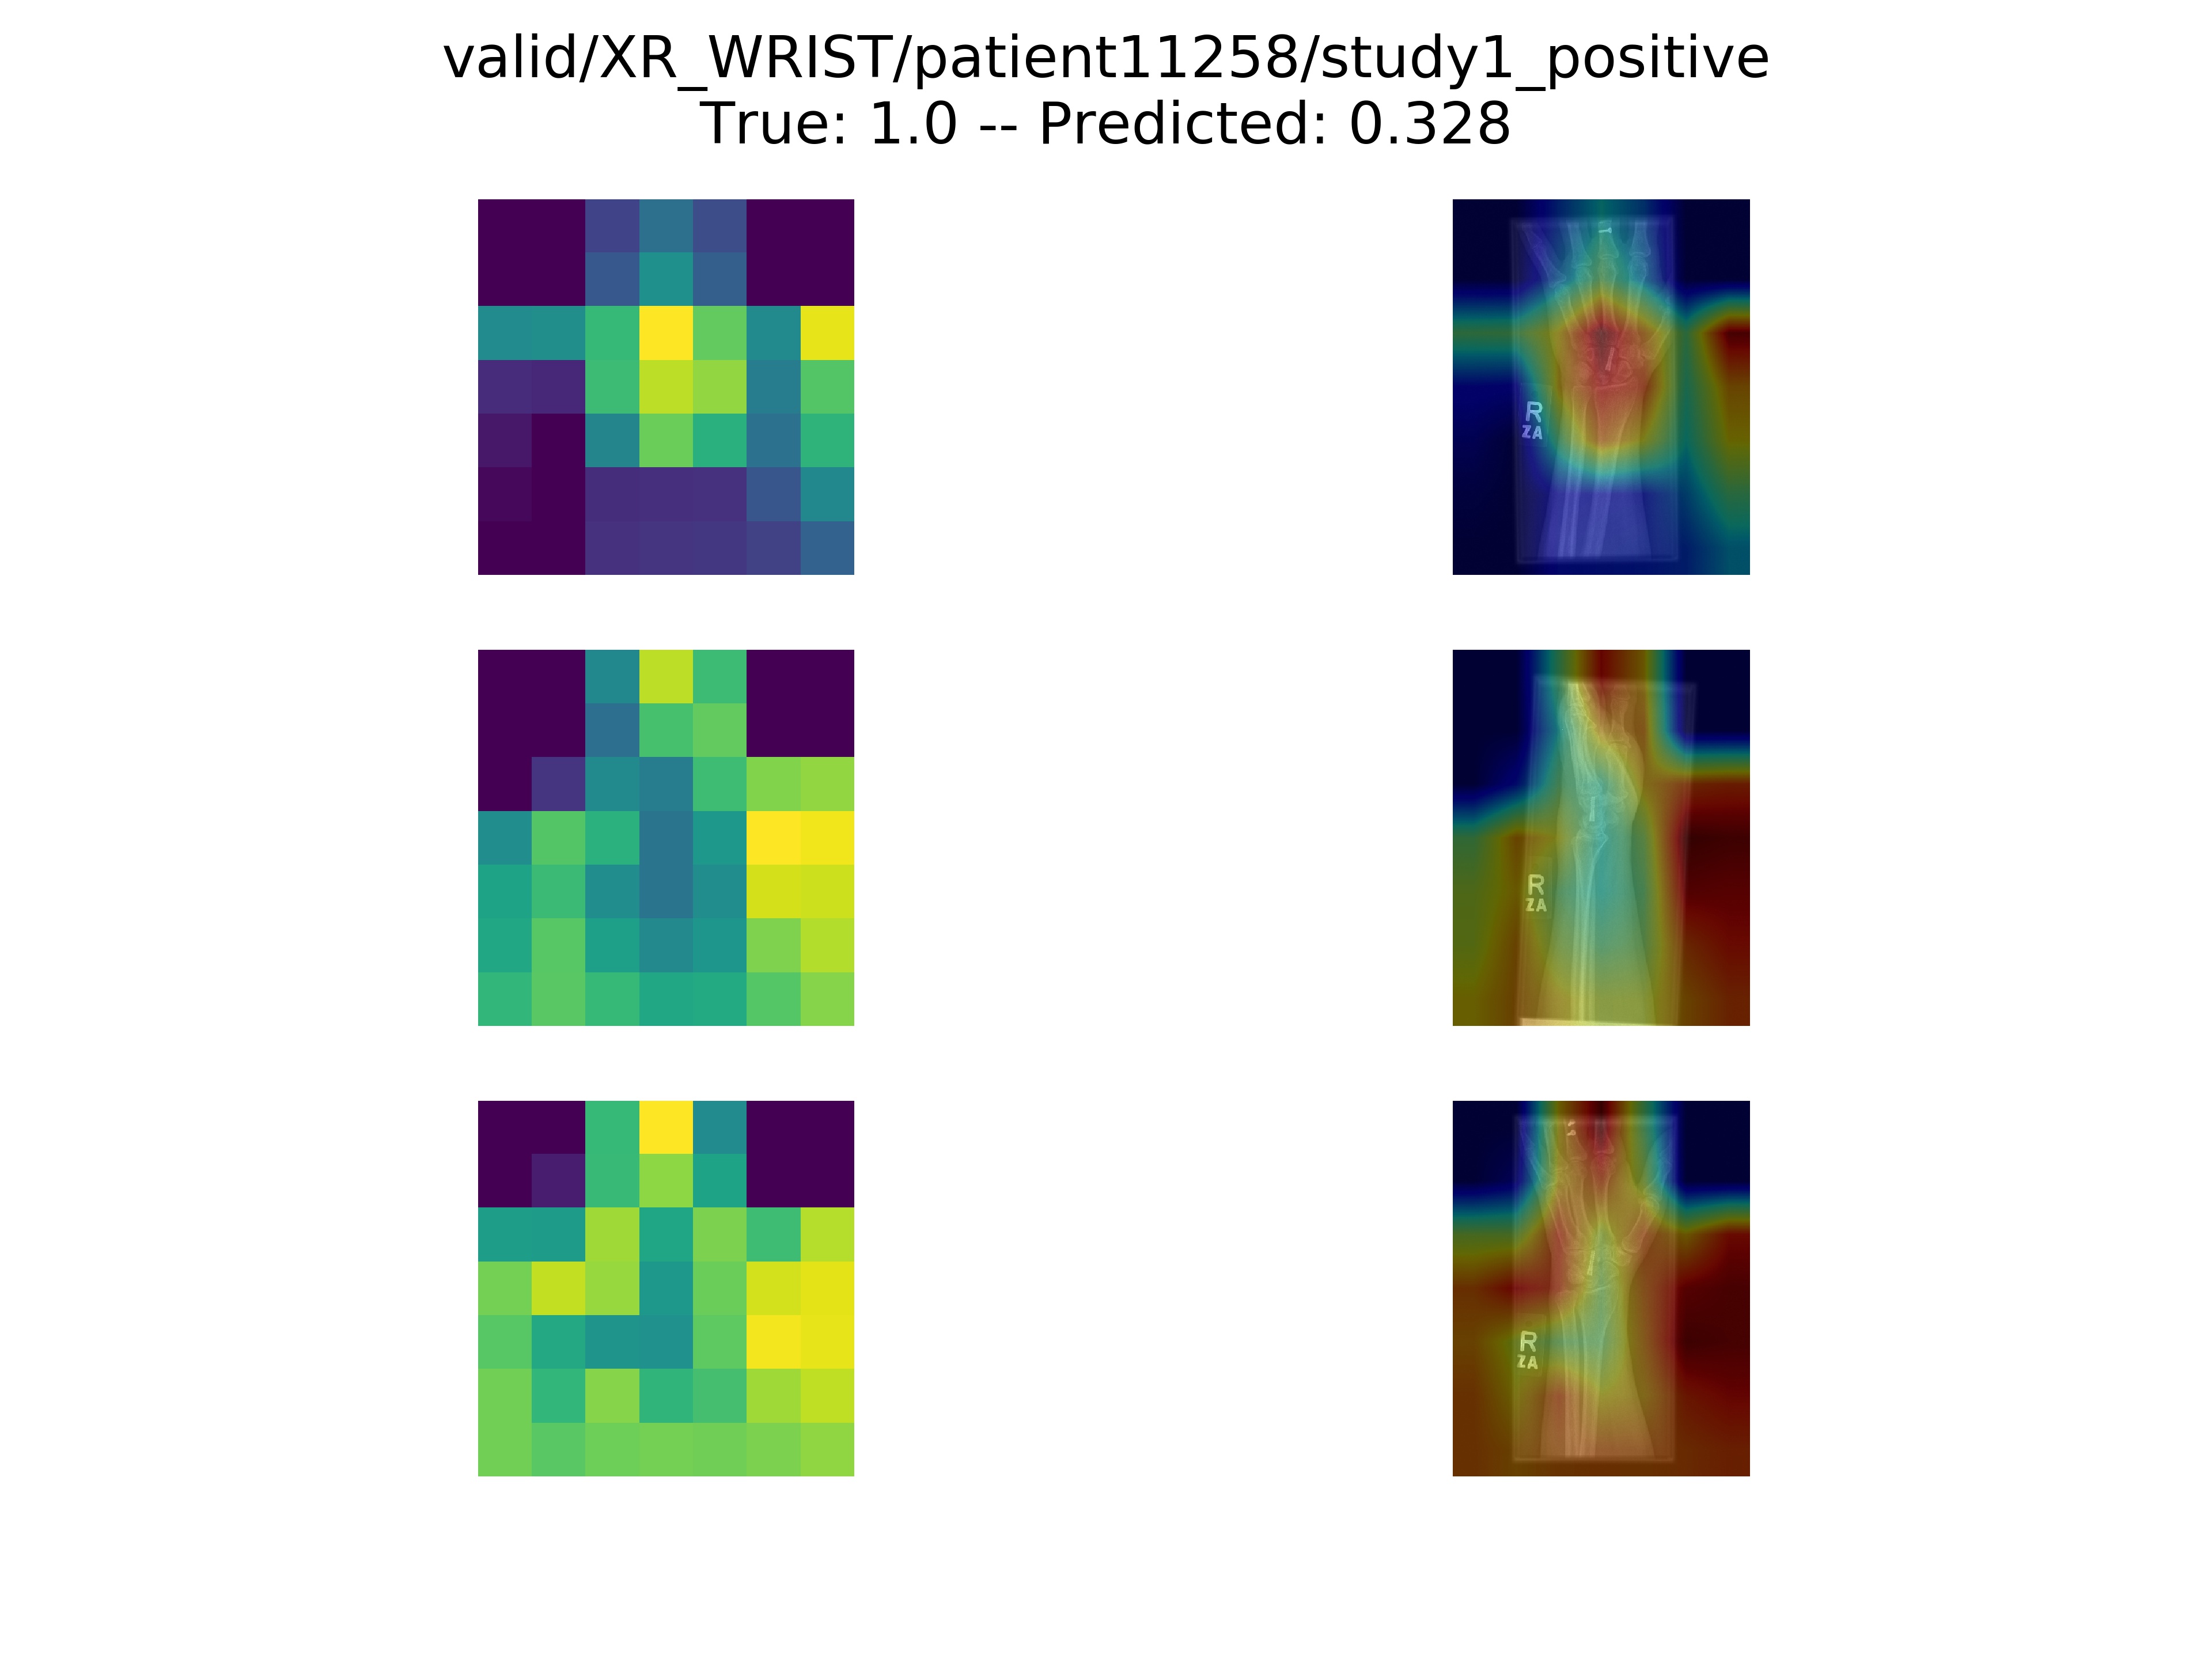 valid/XR_WRIST/patient11258/study1_positive
True: 1.0 -- Predicted: 0.328
R
ZA
R
ZA
R
ZA